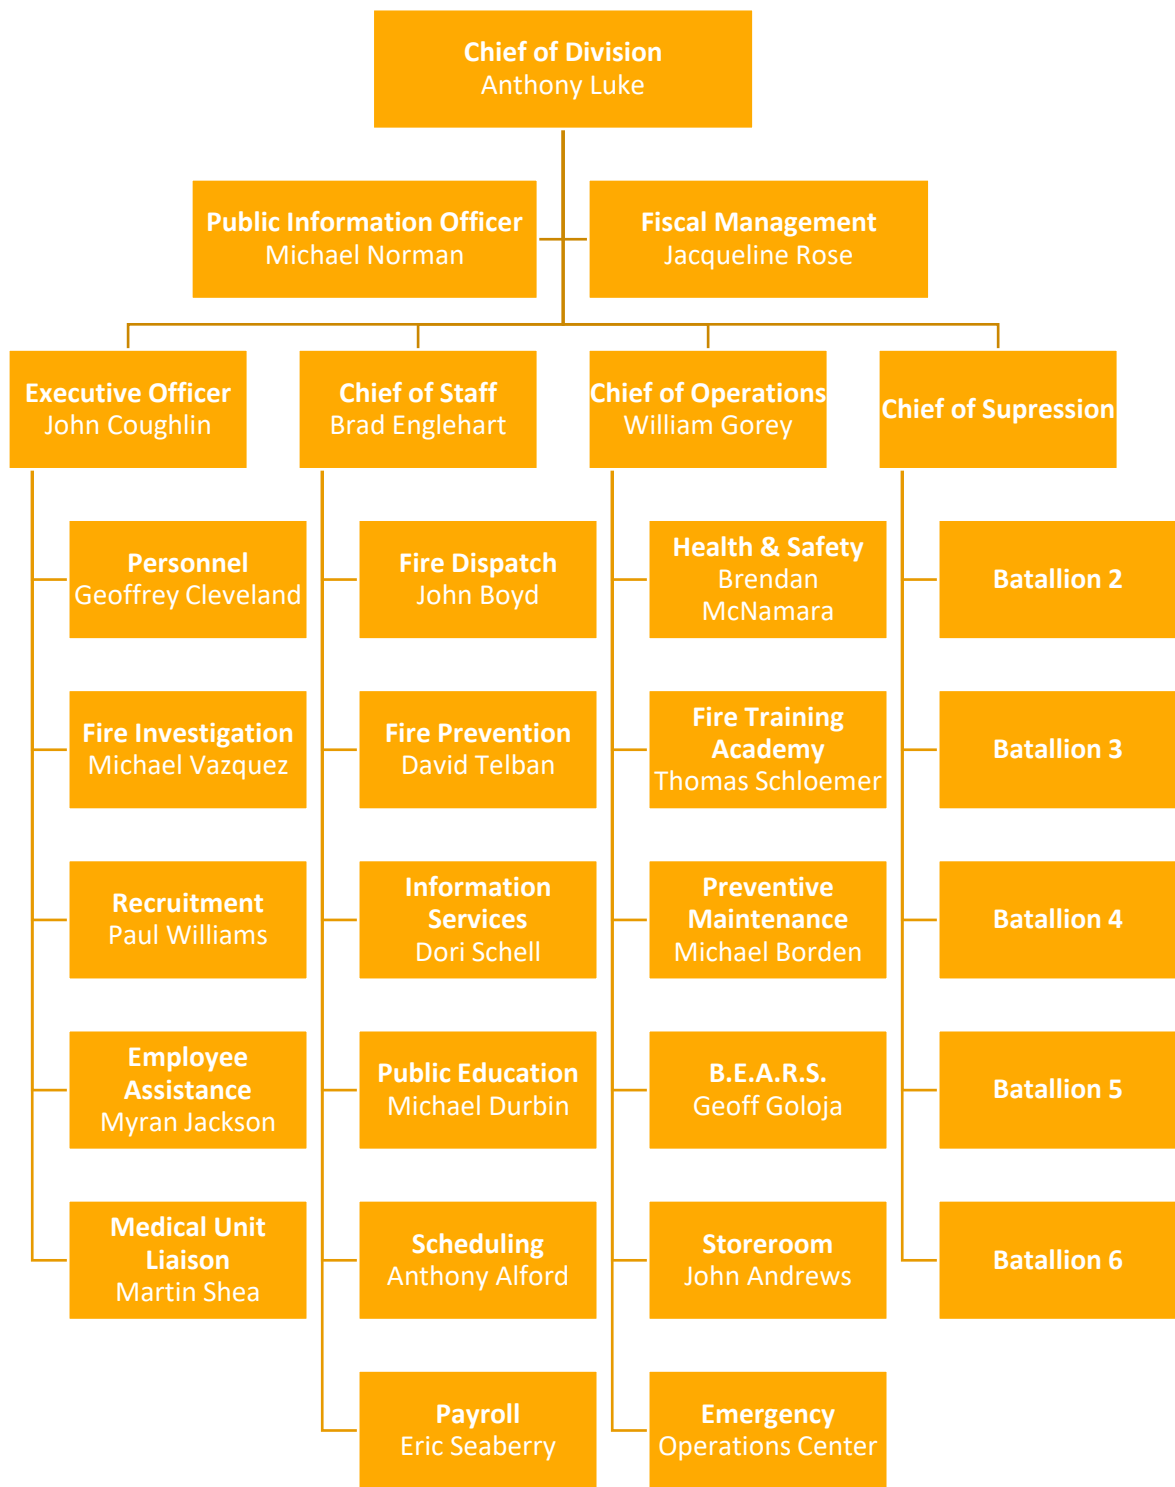 Chief of Division
Anthony Luke
Public Information Officer
Michael Norman
Fiscal Management
Jacqueline Rose
Executive Officer
John Coughlin
Personnel
Geoffrey Cleveland
Fire Investigation
Michael Vazquez
Recruitment
Paul Williams
Employee
Assistance
Myran Jackson
Medical Unit
Liaison
Martin Shea
Chief of Staff
Brad Englehart
Fire Dispatch
John Boyd
Fire Prevention
David Telban
Information
Services
Dori Schell
Public Education
Michael Durbin
Scheduling
Anthony Alford
Payroll
Eric Seaberry
Chief of Operations
William Gorey
Health & Safety
Brendan
McNamara
Fire Training
Academy
Thomas Schloemer
Preventive
Maintenance
Michael Borden
B.E.A.R.S.
Geoff Goloja
Storeroom
John Andrews
Emergency
Operations Center
Chief of Supression
Batallion 2
Batallion 3
Batallion 4
Batallion 5
Batallion 6